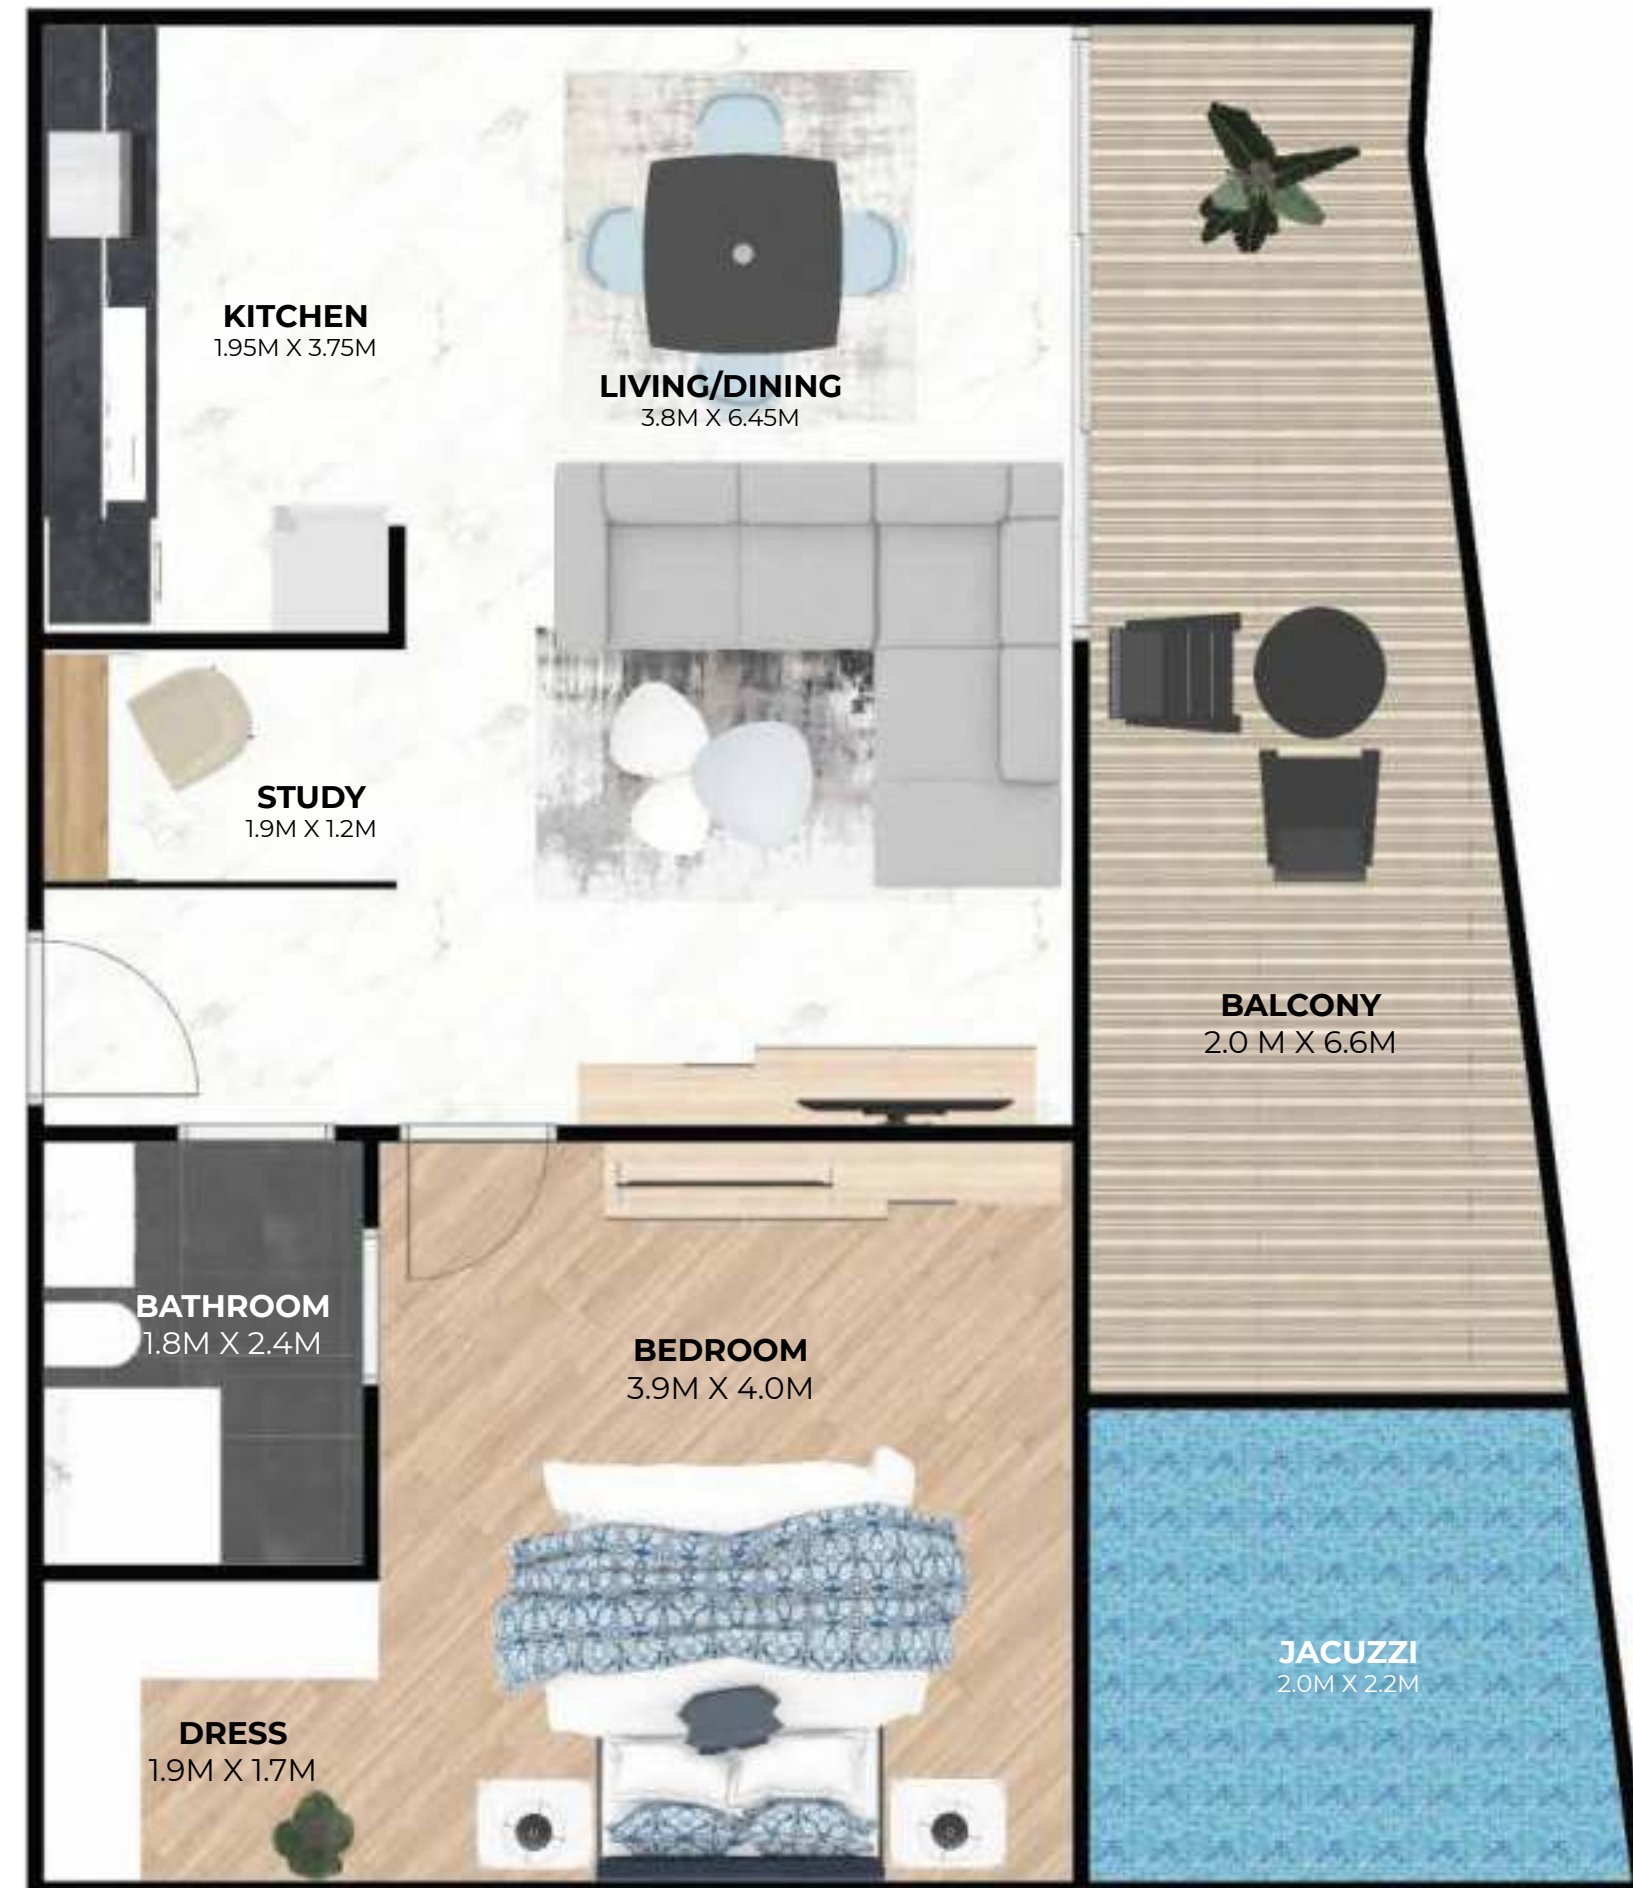 KITCHEN
1.95M X 3.75M
LIVING/DINING
3.8M X 6.45M
STUDY
1.9M X 1.2M
BALCONY
2.0 M X 6.6M
BATHROOM
1.8M X 2.4M
BEDROOM
3.9M X 4.0M
JACUZZI
2.0M X 2.2M
DRESS
1.9M X 1.7M